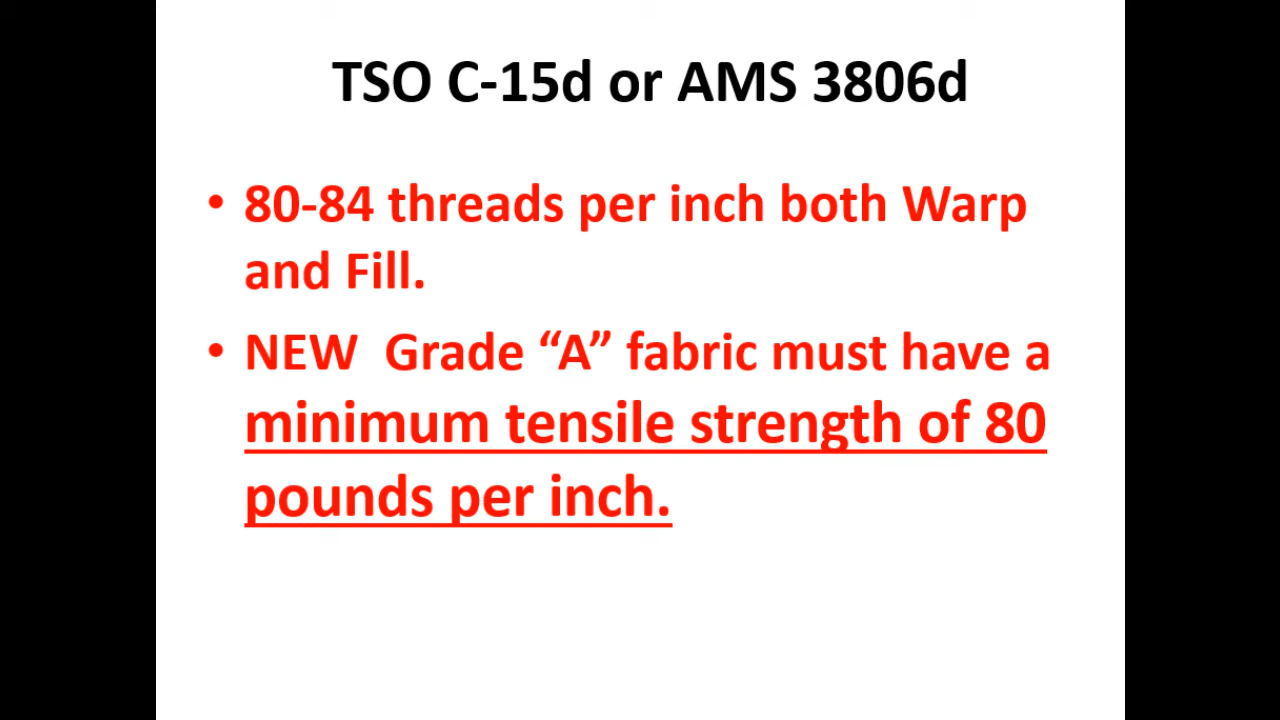 TSO C-15d or AMS 3806d
• 80-84 threads per inch both Warp
and Fill.
• NEW  Grade “A” fabric must have a
minimum tensile strength of 80
pounds per inch.